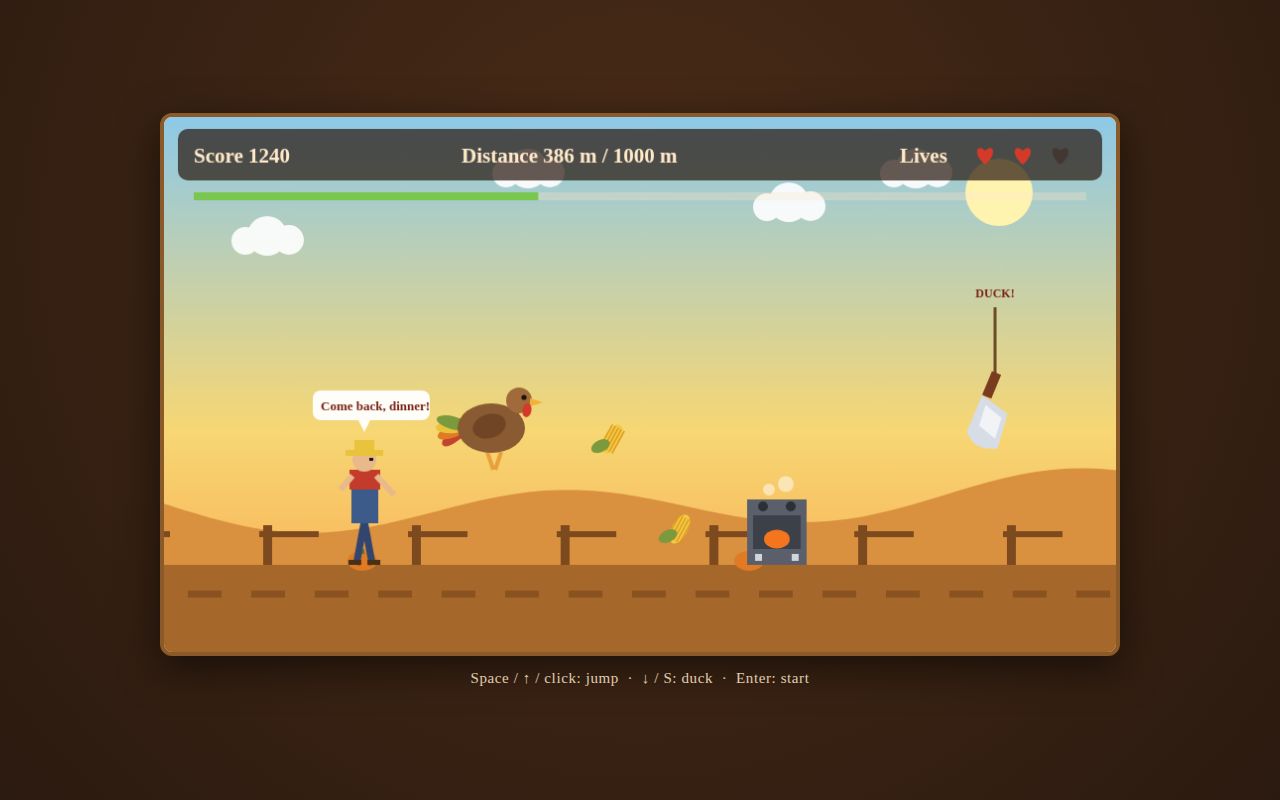 Score 1240
Distance 386 m / 1000 m
Lives
DUCK!
Come back, dinner!
Space / ↑ / click: jump · ↓ / S: duck · Enter: start